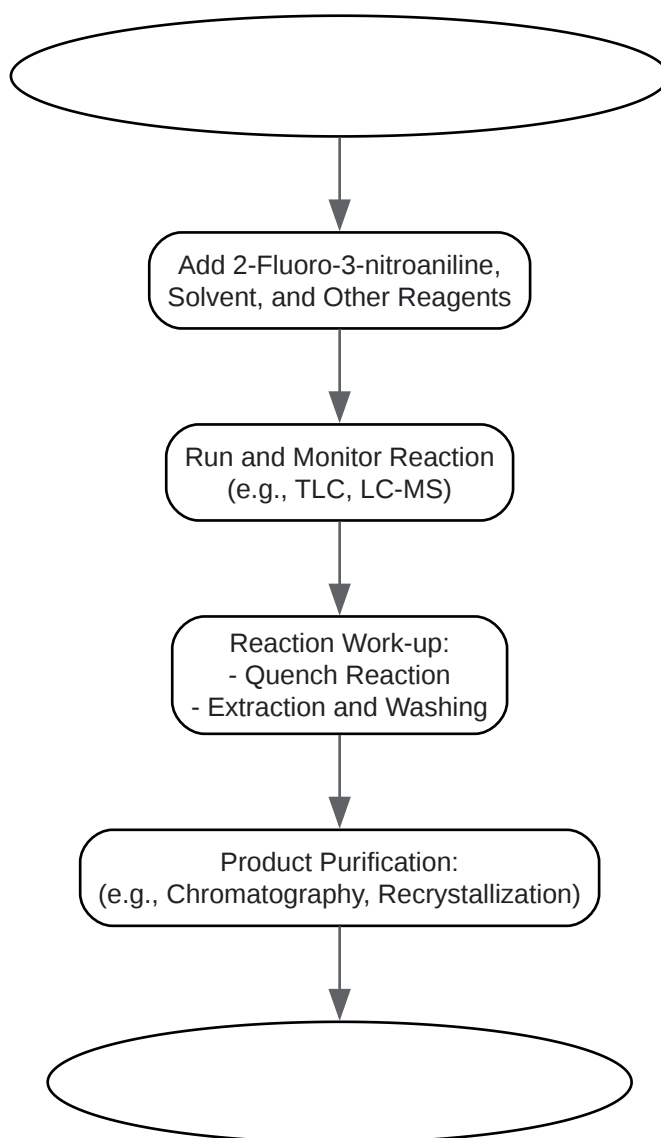 Add 2-Fluoro-3-nitroaniline,
Solvent, and Other Reagents
Run and Monitor Reaction
(e.g., TLC, LC-MS)
Reaction Work-up:
- Quench Reaction
- Extraction and Washing
Product Purification:
(e.g., Chromatography, Recrystallization)